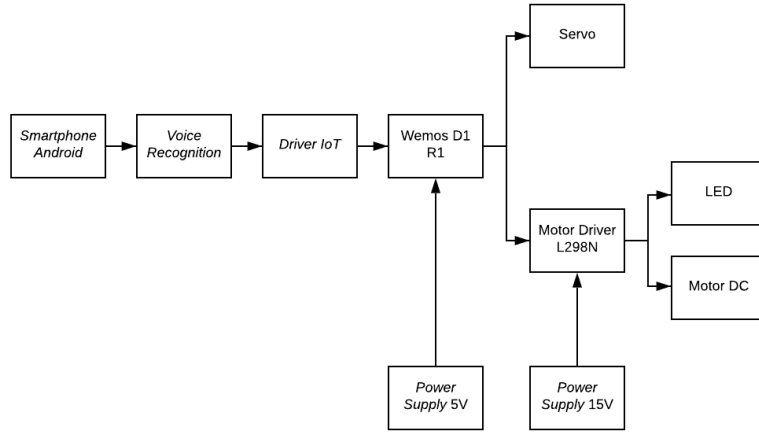 Servo
Smartphone
Android
Voice
Recognition
Driver IoT
Wemos D1
R1
LED
Motor Driver
L298N
Motor DC
Power
Supply 5V
Power
Supply 15V